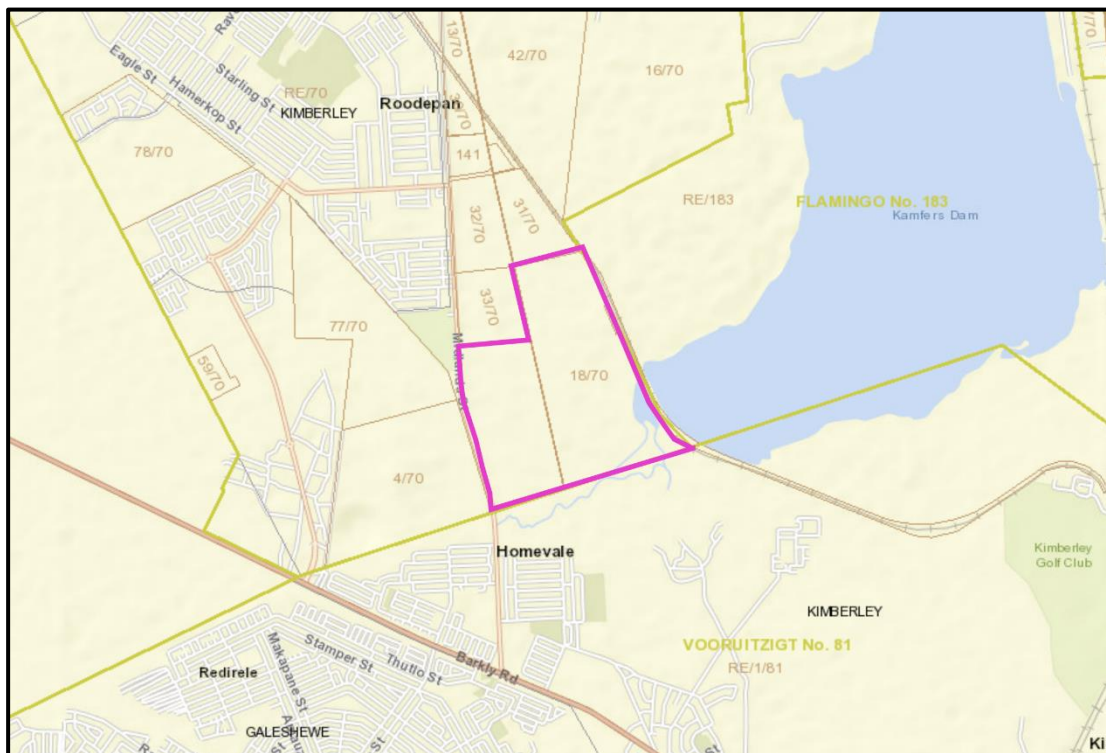 13/70
42/70
16/70
Eagle St
Starling St
Hamerkop St
RE/70
KIMBERLEY
Roodepan
78/70
141
RE/183
FLAMINGO No. 183
Kamfers Dam
32/70
31/70
33/70
77/70
59/70
18/70
4/70
Homevale
Kimberley
Golf Club
KIMBERLEY
VOORUITZIGT No. 81
RE/1/81
Barkly Rd
Stamper St
Thutlo St
Makapane St
Redirele
GALESHEWE